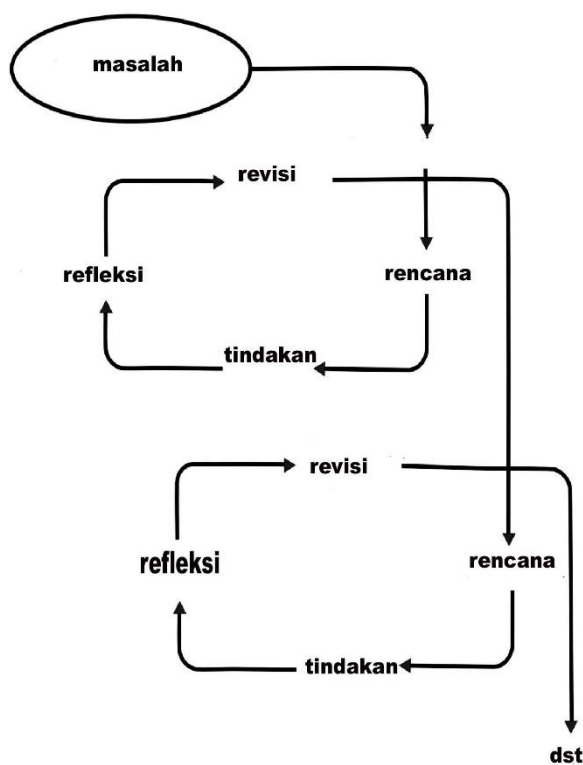 masalah
revisi
refleksi
rencana
tindakan
revisi
refleksi
rencana
tindakan
dst